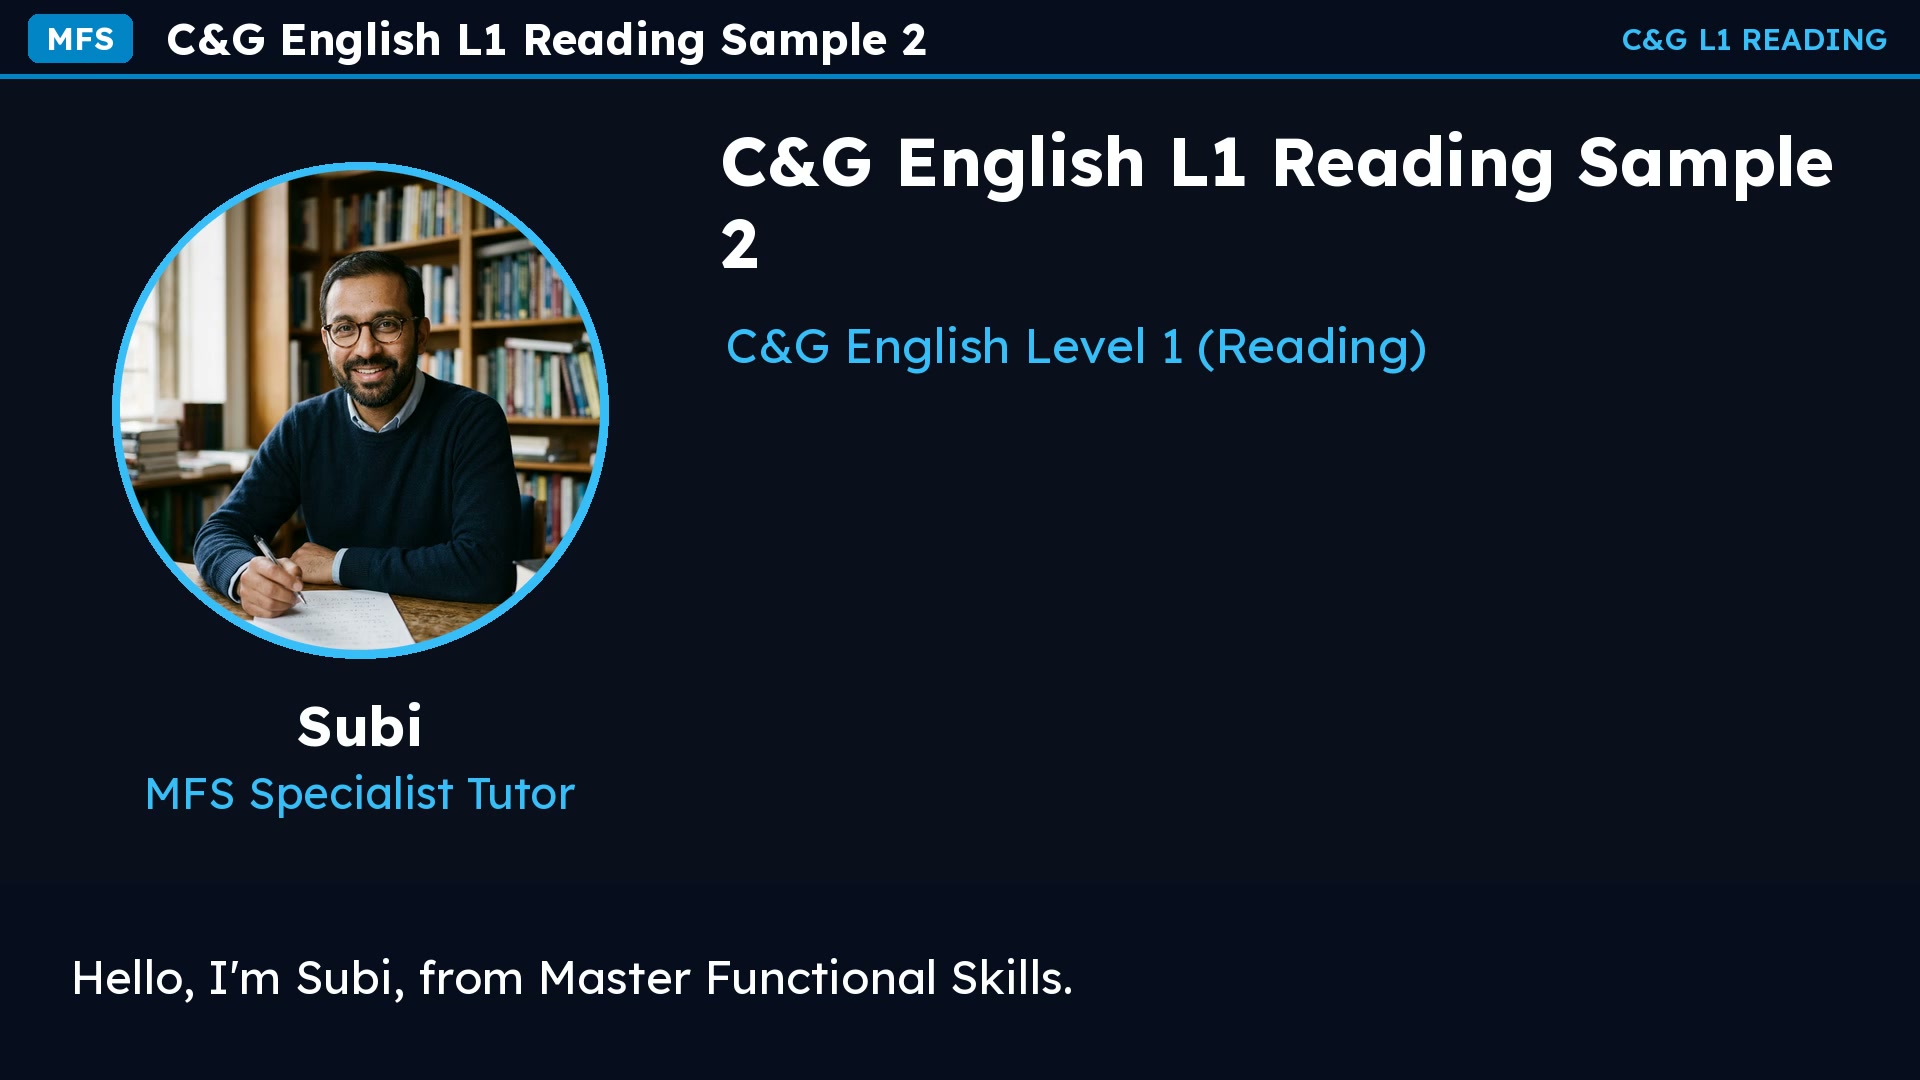 MFS
C&G English L1 Reading Sample 2
C&G L1 READING
C&G English L1 Reading Sample
2
C&G English Level 1 (Reading)
Subi
MFS Specialist Tutor
Hello, I'm Subi, from Master Functional Skills.